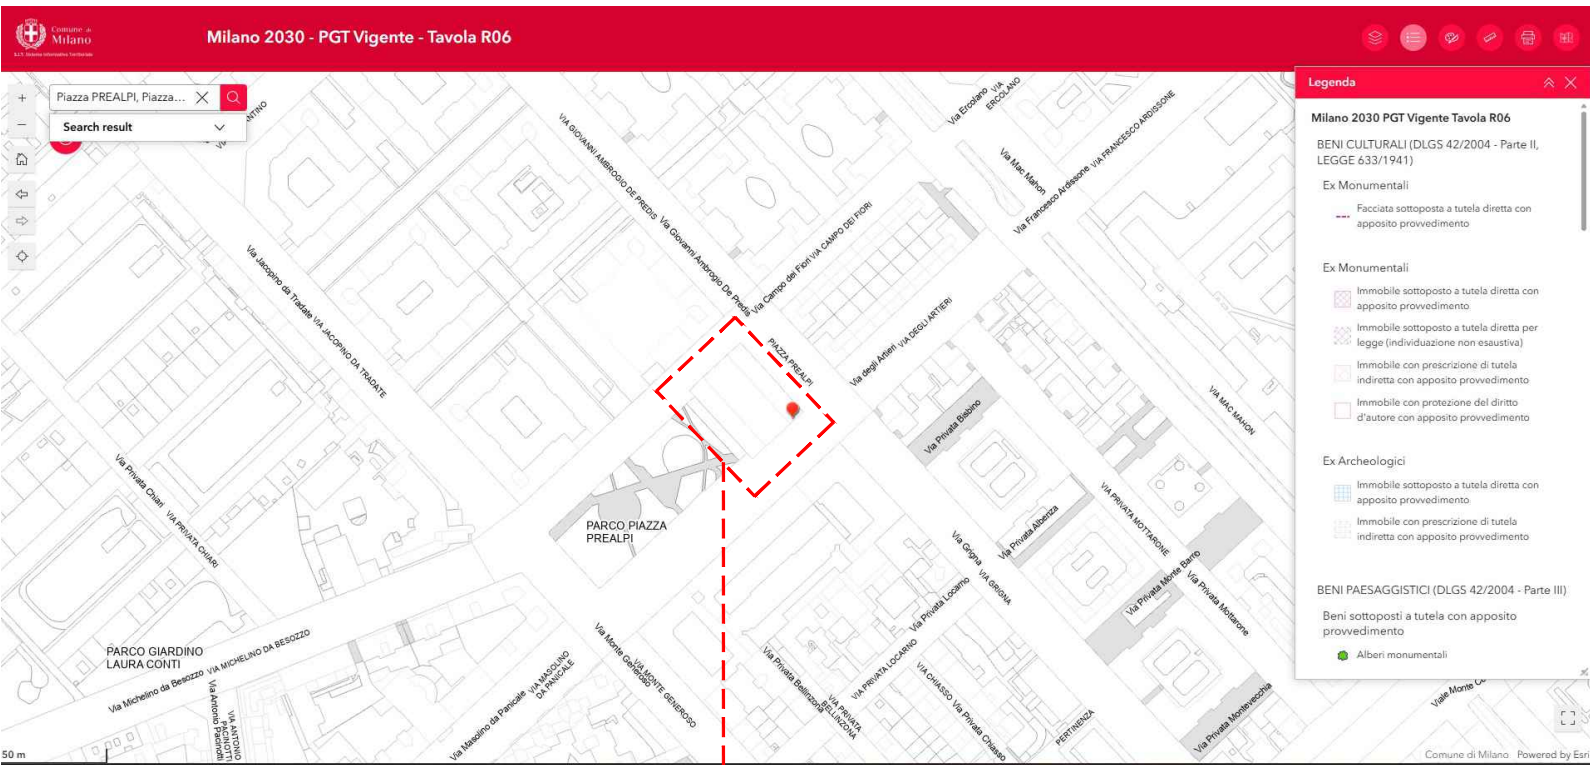 Comune di
Milano
Milano 2030 - PGT Vigente - Tavola R06
Piazza PREALPI, Piazza...
Search result
Legenda
Milano 2030 PGT Vigente Tavola R06
BENI CULTURALI (DLGS 42/2004 - Parte II,
LEGGE 633/1941)
Ex Monumentali
Facciata sottoposta a tutela diretta con
apposito provvedimento
Ex Monumentali
Immobile sottoposto a tutela diretta con
apposito provvedimento
Immobile sottoposto a tutela diretta per
legge (individuazione non esaustiva)
Immobile con prescrizione di tutela
indiretta con apposito provvedimento
Immobile con protezione del diritto
d'autore con apposito provvedimento
Ex Archeologici
Immobile sottoposto a tutela diretta con
apposito provvedimento
Immobile con prescrizione di tutela
indiretta con apposito provvedimento
BENI PAESAGGISTICI (DLGS 42/2004 - Parte III)
Beni sottoposti a tutela con apposito
provvedimento
Alberi monumentali
VIA GIOVANNI AMBROGIO DE PREDIS
Via Giovanni Ambrogio De Predis
Via Ercolano
VIA
ERCOLANO
Via Mac Mahon
Via Francesco Ardissone
VIA FRANCESCO ARDISSONE
Via Campo dei Fiori
VIA CAMPO DEI FIORI
Via Jacopino da Tradate
VIA JACOPINO DA TRADATE
PIAZZA PREALPI
Via degli Artieri
VIA DEGLI ARTIERI
VIA MAC MAHON
Via Privata Bisbino
Via Privata Chiari
VIA PRIVATA CHIARI
PARCO PIAZZA
PREALPI
VIA PRIVATA MOTTARONE
Via Privata Mottarone
Via Privata Albenza
Via Grigna
VIA GRIGNA
Via Privata Monte Barro
Via Privata Locarno
VIA PRIVATA LOCARNO
PARCO GIARDINO
LAURA CONTI
Via Michelino da Besozzo
VIA MICHELINO DA BESOZZO
Via Antonio Pacinotti
VIA ANTONIO
PACINOTTI
Via Masolino da Panicale
VIA MASOLINO
DA PANICALE
Via Monte Generoso
VIA MONTE GENEROSO
Via Privata Bellinzona
VIA PRIVATA
BELLINZONA
VIA CHIASSO
Via Privata Chiasso
PERTINENZA
Via Privata Montevecchia
Viale Monte
50 m
Comune di Milano
Powered by Esri